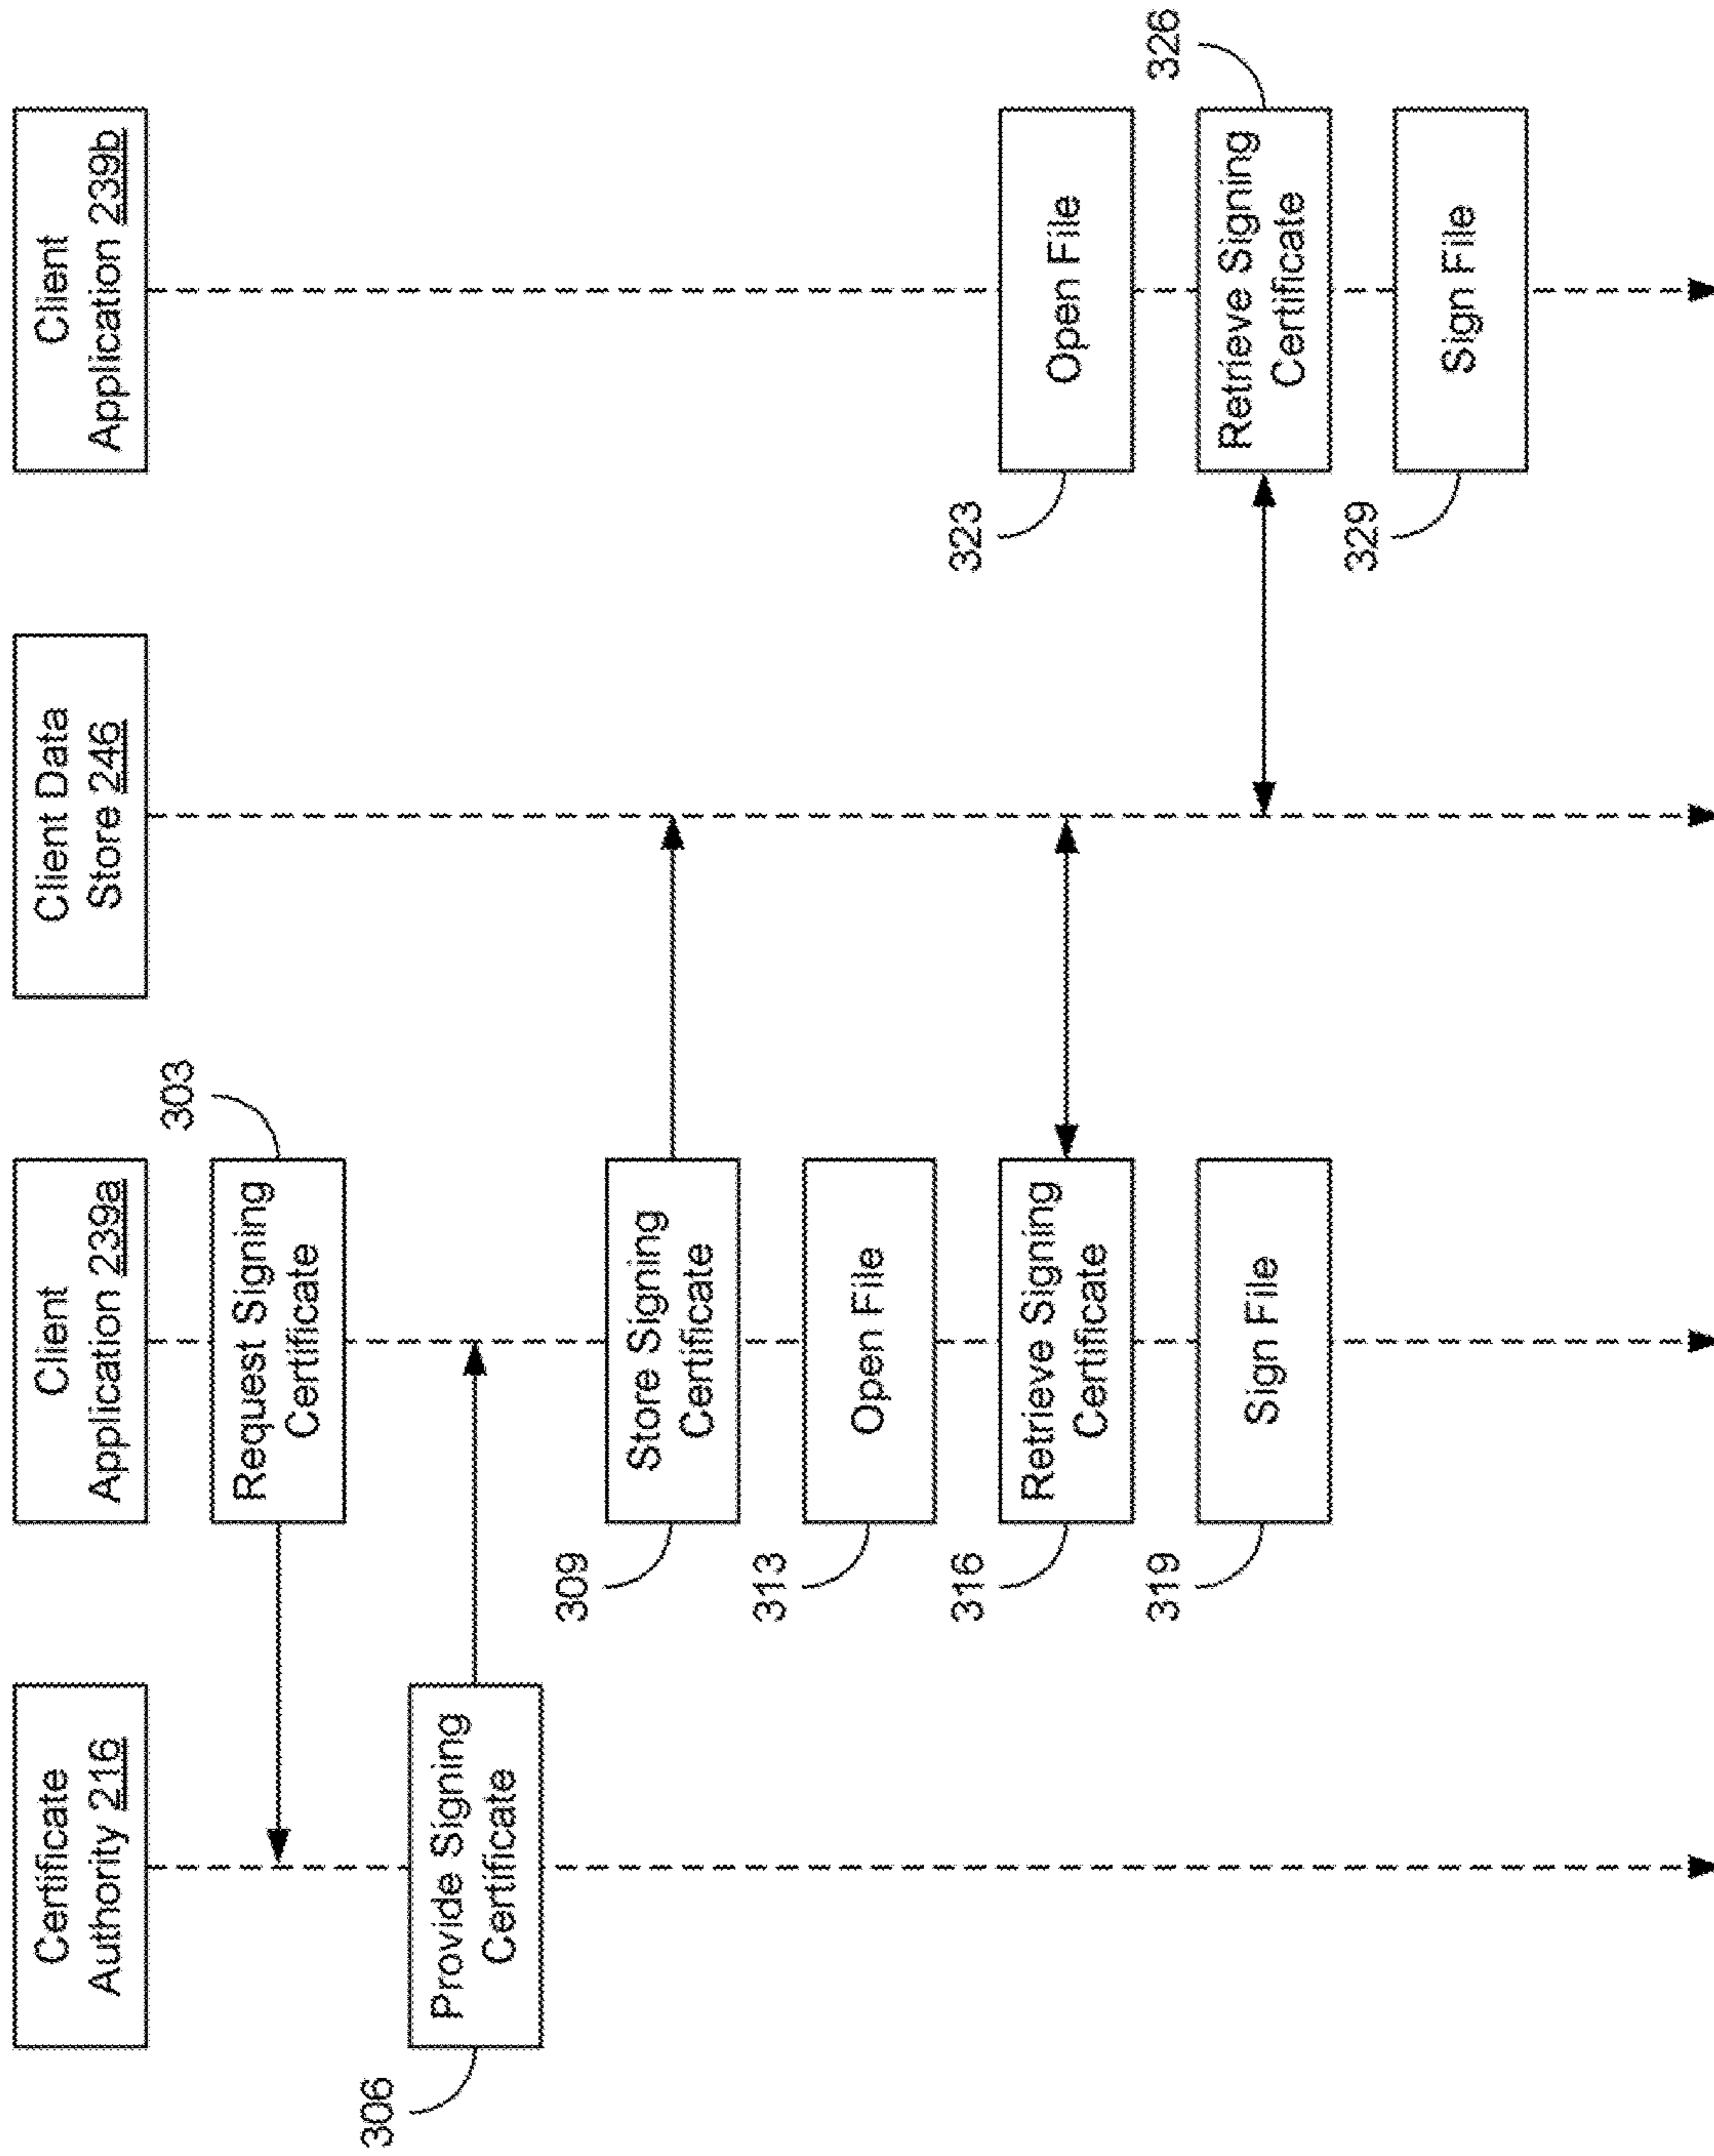 Certificate
Authority 216
Client
Application 239a
Client Data
Store 246
Client
Application 239b
303
Request Signing
Certificate
306
Provide Signing
Certificate
309
Store Signing
Certificate
313
Open File
316
Retrieve Signing
Certificate
323
Open File
319
Sign File
326
Retrieve Signing
Certificate
329
Sign File